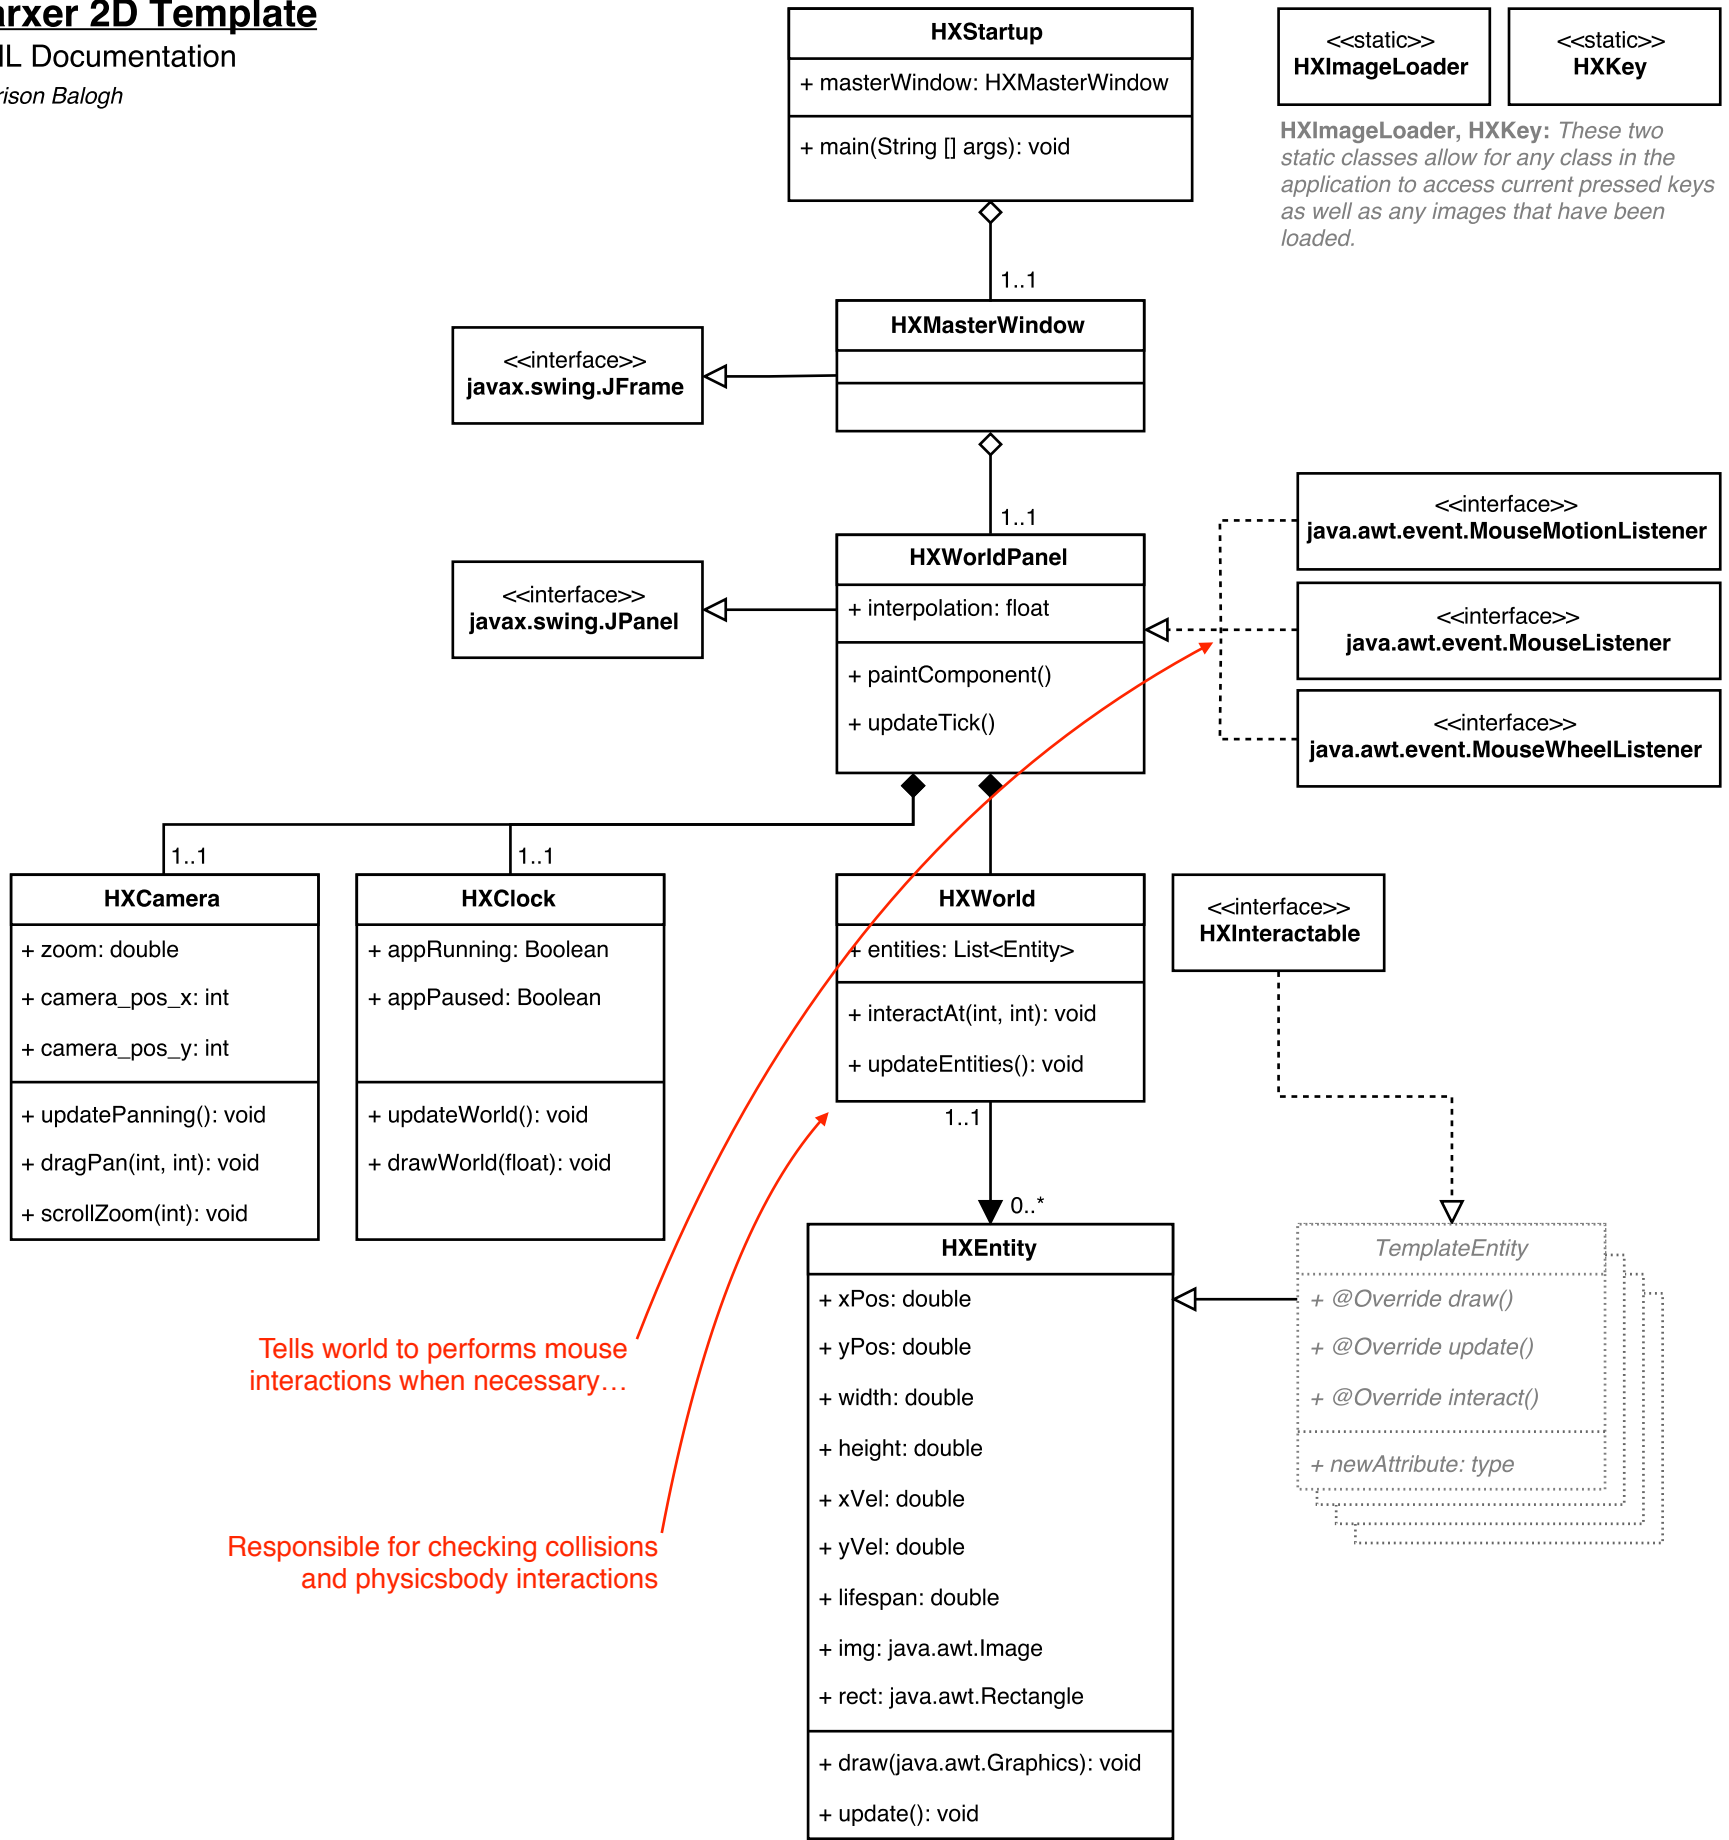 arxer 2D Template
IL Documentation
rison Balogh
HXStartup
+ masterWindow: HXMasterWindow
+ main(String [] args): void
<<static>>
HXImageLoader
<<static>>
HXKey
HXImageLoader, HXKey: These two
static classes allow for any class in the
application to access current pressed keys
as well as any images that have been
loaded.
1..1
HXMasterWindow
<<interface>>
javax.swing.JFrame
1..1
HXWorldPanel
+ interpolation: float
+ paintComponent()
+ updateTick()
<<interface>>
javax.swing.JPanel
<<interface>>
java.awt.event.MouseMotionListener
<<interface>>
java.awt.event.MouseListener
<<interface>>
java.awt.event.MouseWheelListener
1..1
HXCamera
+ zoom: double
+ camera_pos_x: int
+ camera_pos_y: int
+ updatePanning(): void
+ dragPan(int, int): void
+ scrollZoom(int): void
1..1
HXClock
+ appRunning: Boolean
+ appPaused: Boolean
+ updateWorld(): void
+ drawWorld(float): void
HXWorld
+ entities: List<Entity>
+ interactAt(int, int): void
+ updateEntities(): void
<<interface>>
HXInteractable
1..1
0..*
HXEntity
+ xPos: double
+ yPos: double
+ width: double
+ height: double
+ xVel: double
+ yVel: double
+ lifespan: double
+ img: java.awt.Image
+ rect: java.awt.Rectangle
+ draw(java.awt.Graphics): void
+ update(): void
TemplateEntity
+ @Override draw()
+ @Override update()
+ @Override interact()
+ newAttribute: type
Tells world to performs mouse
interactions when necessary…
Responsible for checking collisions
and physicsbody interactions